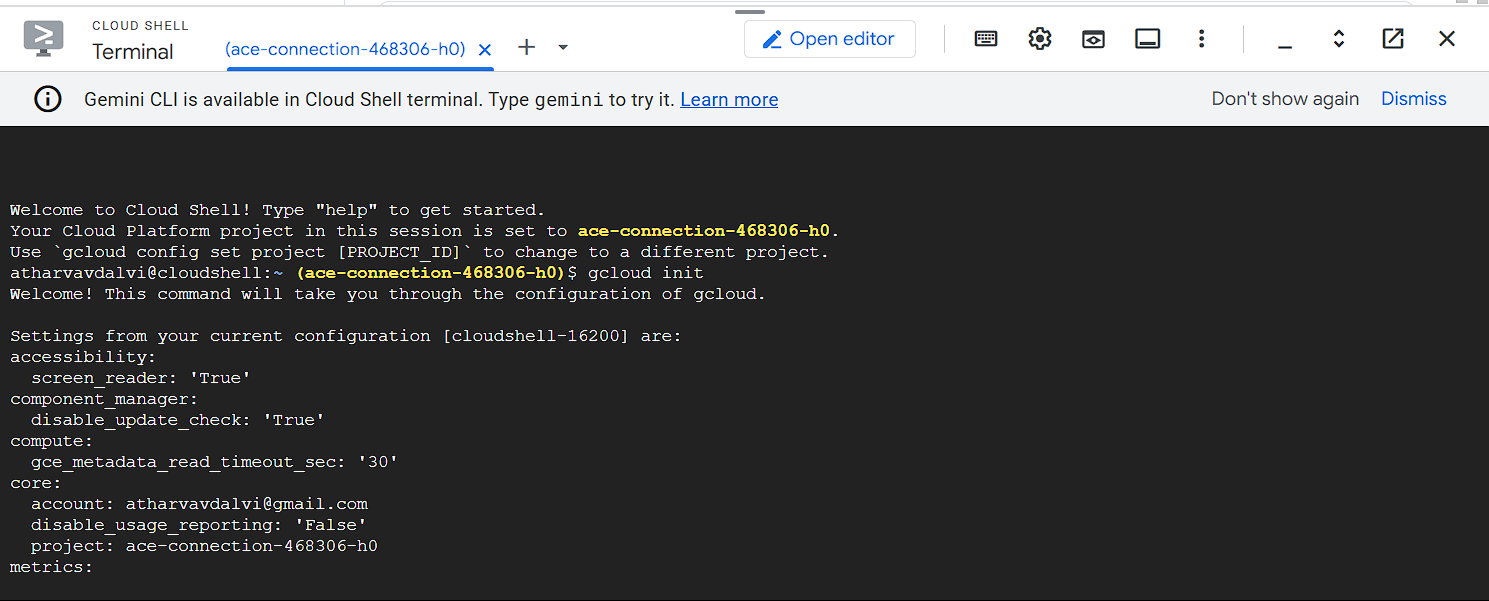 CLOUD SHELL
Terminal
(ace-connection-468306-h0)
Open editor
Gemini CLI is available in Cloud Shell terminal. Type gemini to try it. Learn more
Don't show again
Dismiss
Welcome to Cloud Shell! Type "help" to get started.
Your Cloud Platform project in this session is set to ace-connection-468306-h0.
Use `gcloud config set project [PROJECT_ID]` to change to a different project.
atharvavdalvi@cloudshell:~ (ace-connection-468306-h0)$ gcloud init
Welcome! This command will take you through the configuration of gcloud.

Settings from your current configuration [cloudshell-16200] are:
accessibility:
  screen_reader: 'True'
component_manager:
  disable_update_check: 'True'
compute:
  gce_metadata_read_timeout_sec: '30'
core:
  account: atharvavdalvi@gmail.com
  disable_usage_reporting: 'False'
  project: ace-connection-468306-h0
metrics: